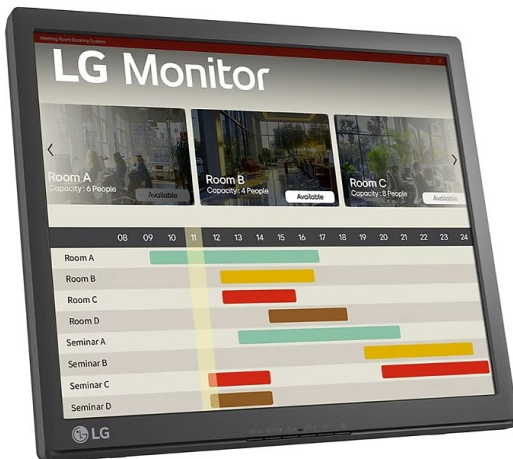 Meeting Room Booking System
LG Monitor
Room A
Capacity : 6 People
Available
Room B
Capacity : 4 People
Available
Room C
Capacity : 8 People
Available
08 09 10 11 12 13 14 15 16 17 18 19 20 21 22 23 24
Room A
Room B
Room C
Room D
Seminar A
Seminar B
Seminar C
Seminar D
LG